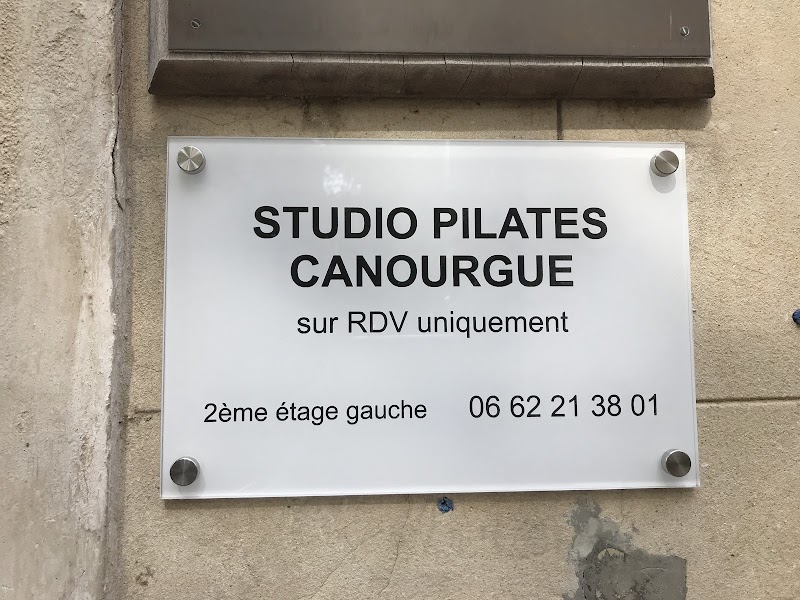 STUDIO PILATES
CANOURGUE
sur RDV uniquement
2ème étage gauche 06 62 21 38 01